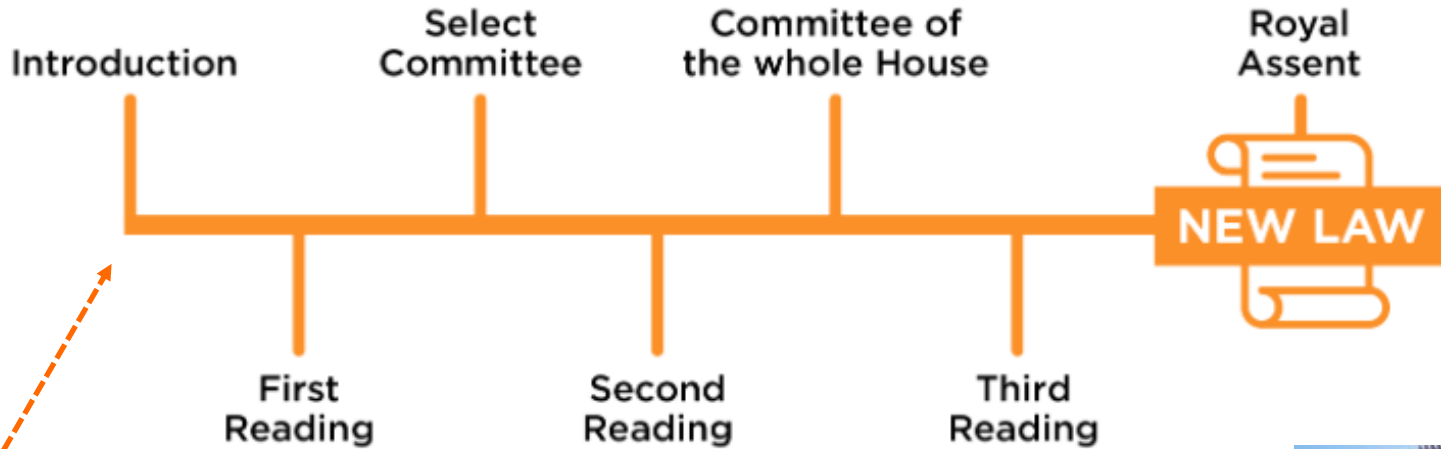 Introduction
Select
Committee
Committee of
the whole House
Royal
Assent
NEW LAW
First
Reading
Second
Reading
Third
Reading